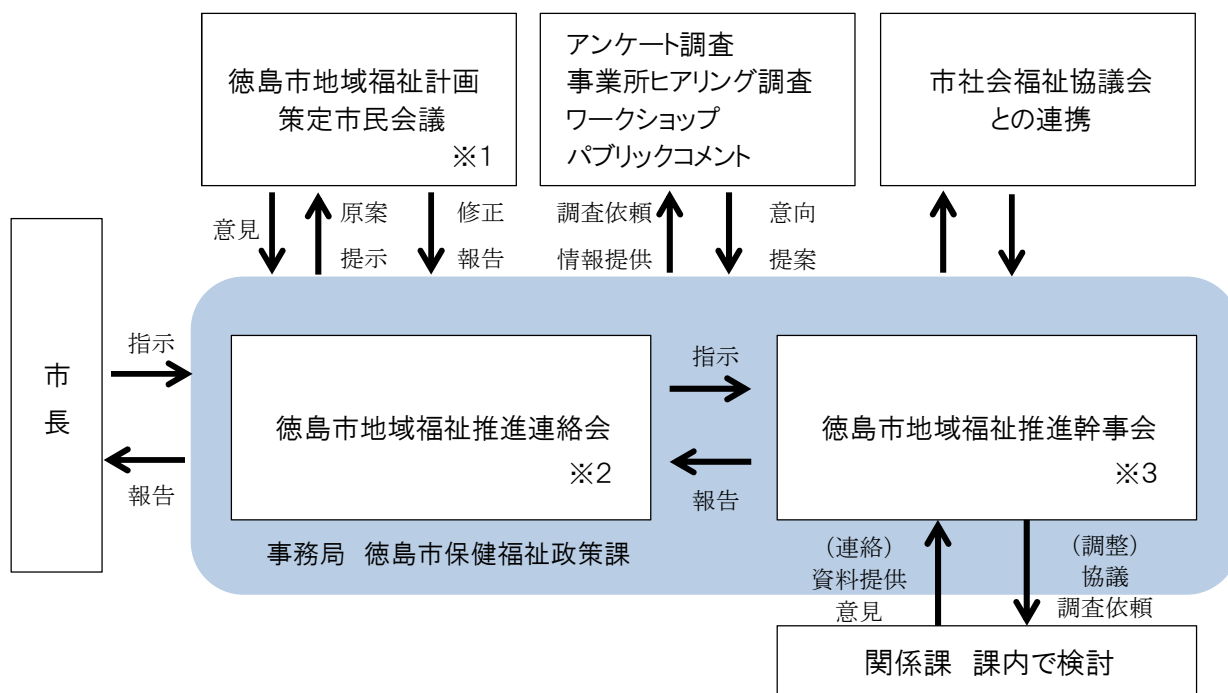 徳島市地域福祉計画
策定市民会議
※1
アンケート調査
事業所ヒアリング調査
ワークショップ
パブリックコメント
市社会福祉協議会
との連携
意見
原案
提示
修正
報告
調査依頼
情報提供
意向
提案
市
長
指示
報告
徳島市地域福祉推進連絡会
※2
指示
報告
徳島市地域福祉推進幹事会
※3
事務局　徳島市保健福祉政策課
(連絡)
資料提供
意見
(調整)
協議
調査依頼
関係課　課内で検討